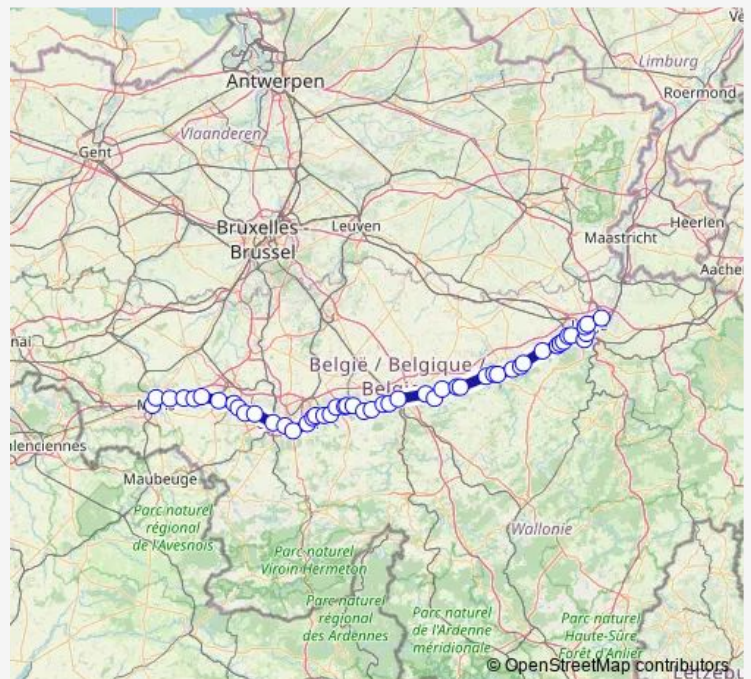 Ve
Limburg
Roermond
Antwerpen
Vlaanderen
Gent
Bruxelles -
Brussel
Leuven
Maastricht
Heerlen
Aache
nai
België / Belgique /
alenciennes
Maubeuge
Parc naturel
régional
de l'Avesnois
Parc naturel
Viroin Hermeton
Wallonie
Parc naturel
régional
des Ardennes
Parc naturel
de l'Ardenne
méridionale
Parc naturel
Haute-Sûre
Forêt d'Anlier
© OpenStreetMap contributors